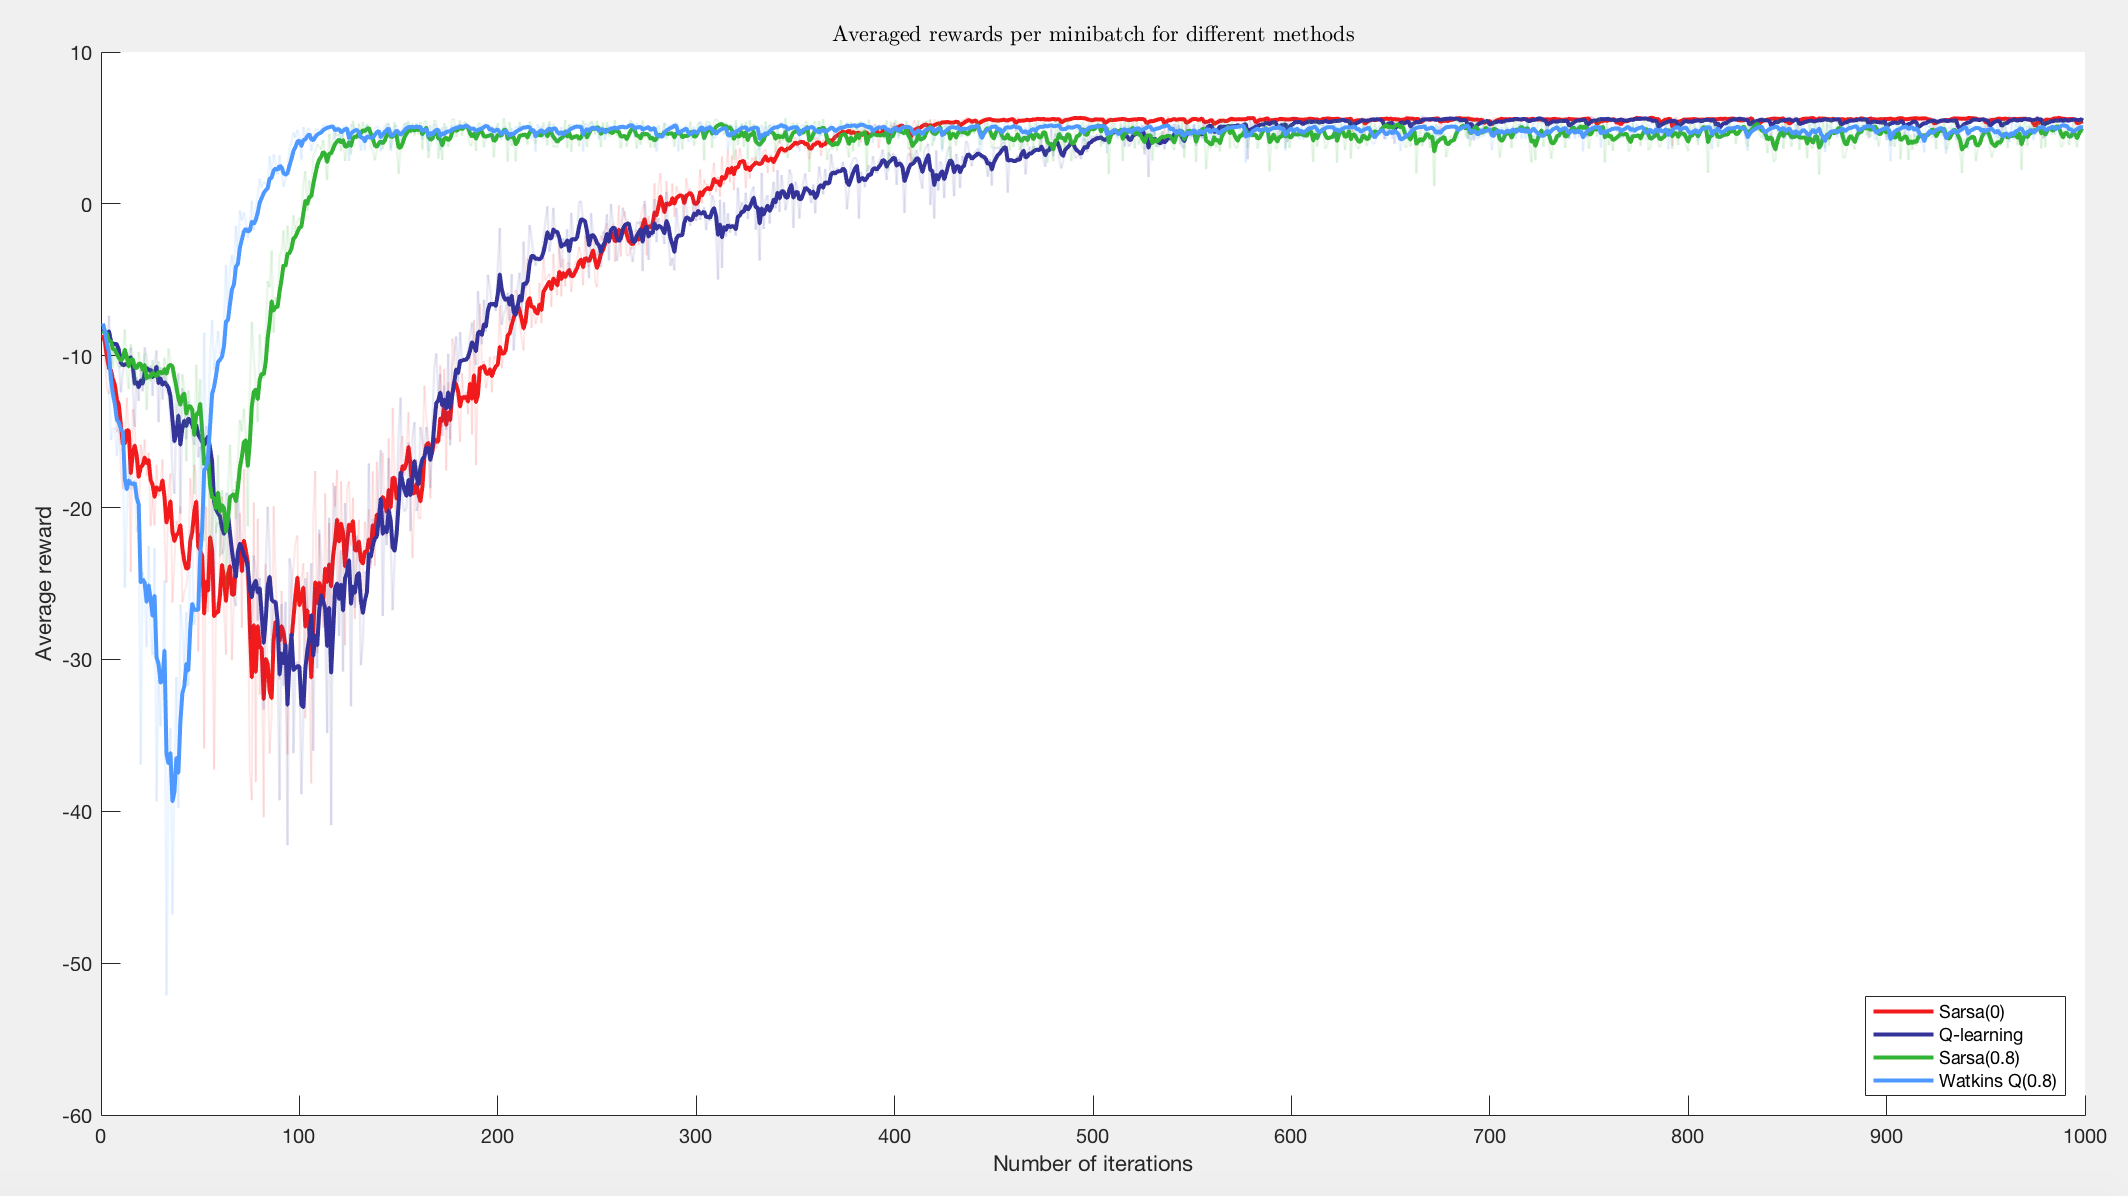 Averaged rewards per minibatch for different methods
10
0
-10
-20
-30
-40
-50
-60
Average reward
0 100 200 300 400 500 600 700 800 900 1000
Number of iterations
Sarsa(0)
Q-learning
Sarsa(0.8)
Watkins Q(0.8)